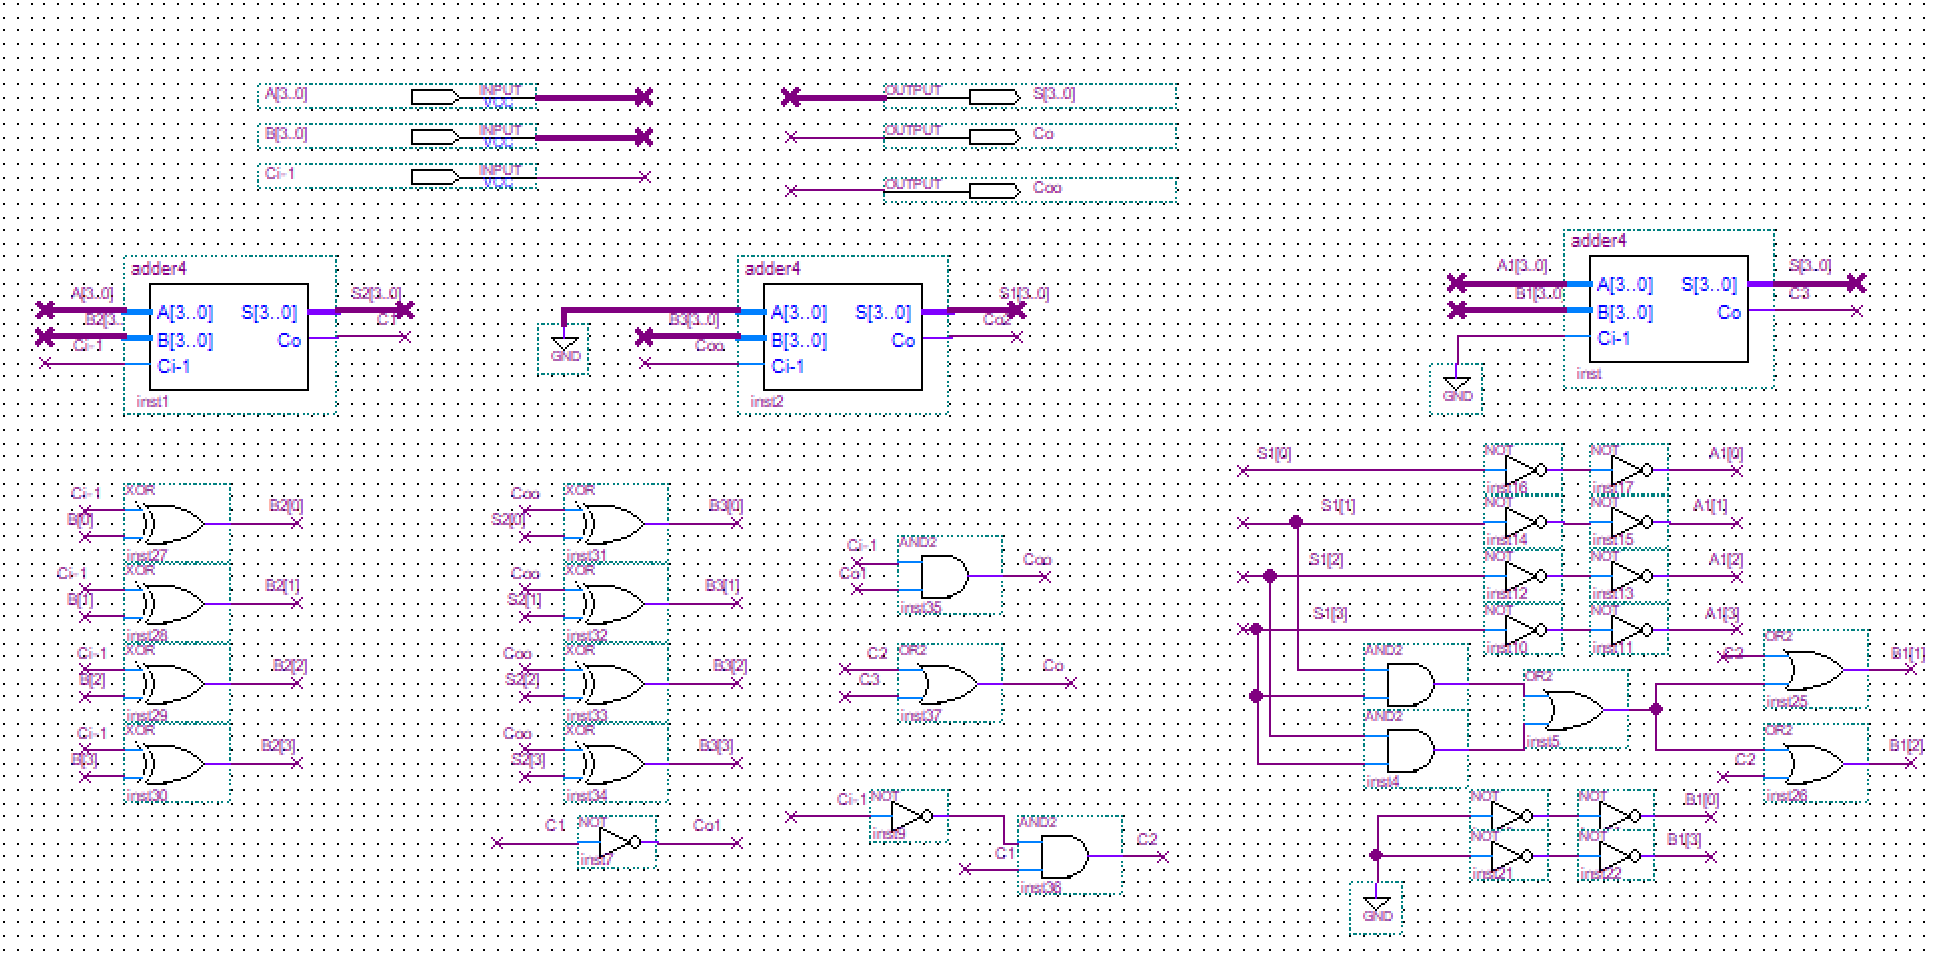 A[3..0] INPUT VCC
B[3..0] INPUT VCC
Ci-1 INPUT VCC
OUTPUT S[3..0]
OUTPUT Co
OUTPUT Coo
adder4
A[3..0] A[3..0] S[3..0] S2[3..0]
B2[3.. B[3..0] Co C1
Ci-1 Ci-1
inst1
adder4
A[3..0] S[3..0] S1[3..0]
B3[3..0] B[3..0] Co Co2
Coo Ci-1
GND
inst2
adder4
A1[3..0] A[3..0] S[3..0] S[3..0]
B1[3..0 B[3..0] Co C3
Ci-1
GND
inst
Ci-1 XOR B2[0]
B[0]
inst27
Ci-1 XOR B2[1]
B[1]
inst28
Ci-1 XOR B2[2]
B[2]
inst29
Ci-1 XOR B2[3]
B[3]
inst30
Coo XOR B3[0]
S2[0]
inst31
Coo XOR B3[1]
S2[1]
inst32
Coo XOR B3[2]
S2[2]
inst33
Coo XOR B3[3]
S2[3]
inst34
C1 NOT Co1
inst7
Ci-1 AND2 Coo
Co1
inst35
C2 OR2 Co
C3
inst37
Ci-1 NOT
inst9
AND2
C1 C2
inst36
S1[0] NOT NOT A1[0]
inst16 inst17
S1[1] NOT NOT A1[1]
inst14 inst15
S1[2] NOT NOT A1[2]
inst12 inst13
S1[3] NOT NOT A1[3]
inst10 inst11
AND2
AND2
inst4
OR2
inst5
OR2
C2 B1[1]
inst25
OR2
C2 B1[2]
inst26
NOT NOT B1[0]
NOT NOT B1[3]
inst21 inst22
GND